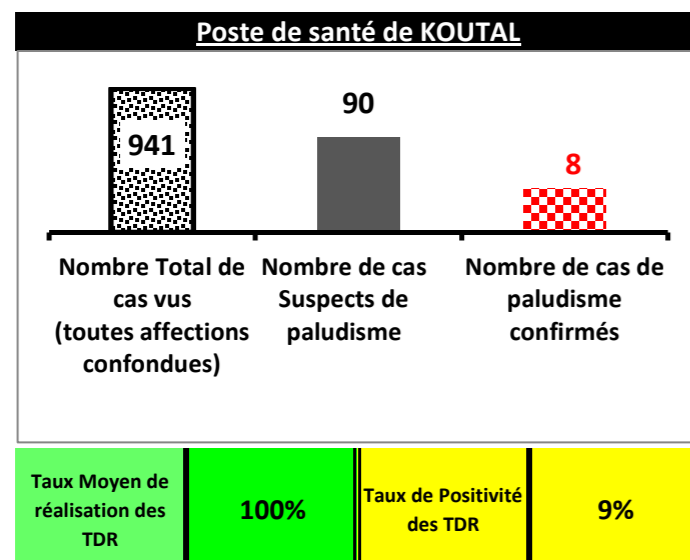 Poste de santé de KOUTAL
941
90
8
Nombre Total de
cas vus
(toutes affections
confondues)
Nombre de cas
Suspects de
paludisme
Nombre de cas de
paludisme
confirmés
Taux Moyen de
réalisation des
TDR
100%
Taux de Positivité
des TDR
9%